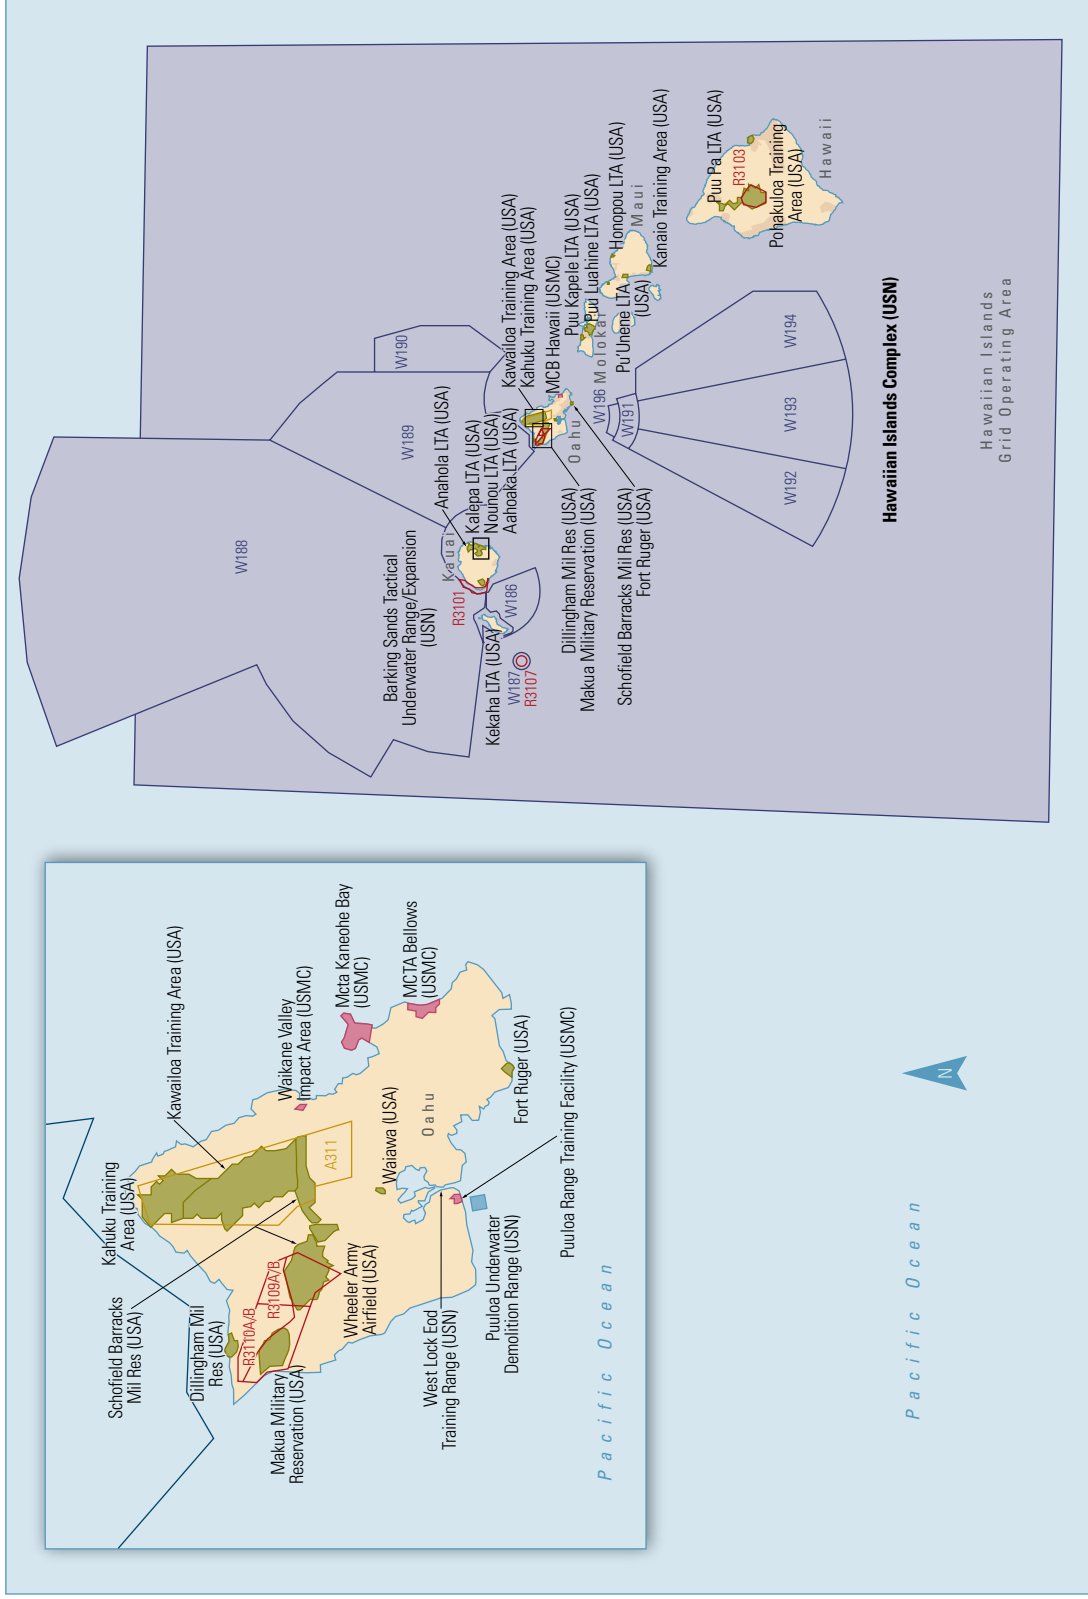 Kahuku Training
Area (USA)
Kawailoa Training Area (USA)
Schofield Barracks
Mil Res (USA)
Dillingham Mil
Res (USA)
R3110A/B
R3109A/B
Makua Military
Reservation (USA)
Wheeler Army
Airfield (USA)
A311
Waikane Valley
Impact Area (USMC)
Mcta Kaneohe Bay
(USMC)
MCTA Bellows
(USMC)
Waiawa (USA)
Oahu
Fort Ruger (USA)
West Lock Eod
Training Range (USN)
Puuloa Underwater
Demolition Range (USN)
Puuloa Range Training Facility (USMC)
Pacific Ocean
Pacific Ocean
N
W188
W189
W190
Barking Sands Tactical
Underwater Range/Expansion
(USN)
Kauai
Anahola LTA (USA)
Kalepa LTA (USA)
Nounou LTA (USA)
Aahoaka LTA (USA)
R3101
W186
Kekaha LTA (USA)
W187
R3107
Kawailoa Training Area (USA)
Kahuku Training Area (USA)
MCB Hawaii (USMC)
Puu Kapele LTA (USA)
Puu Luahine LTA (USA)
Honopou LTA (USA)
Maui
Kanaio Training Area (USA)
Oahu
Molokai
Pu'Unene LTA
(USA)
Dillingham Mil Res (USA)
Makua Military Reservation (USA)
Schofield Barracks Mil Res (USA)
Fort Ruger (USA)
W196
W191
W192
W193
W194
Puu Pa LTA (USA)
R3103
Pohakuloa Training
Area (USA)
Hawaii
Hawaiian Islands Complex (USN)
Hawaiian Islands
Grid Operating Area